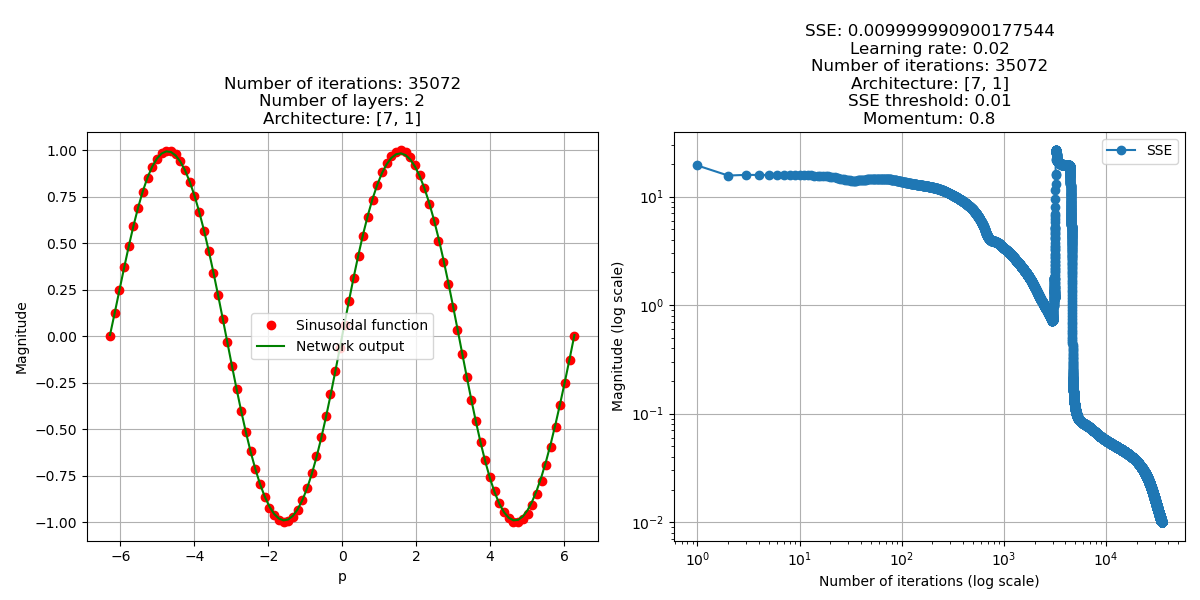 Number of iterations: 35072
Number of layers: 2
Architecture: [7, 1]
1.00
0.75
0.50
0.25
0.00
−0.25
−0.50
−0.75
−1.00
Magnitude
Sinusoidal function
Network output
−6
−4
−2
0
2
4
6
p
SSE: 0.009999990900177544
Learning rate: 0.02
Number of iterations: 35072
Architecture: [7, 1]
SSE threshold: 0.01
Momentum: 0.8
SSE
10¹
10⁰
10⁻¹
10⁻²
Magnitude (log scale)
10⁰
10¹
10²
10³
10⁴
Number of iterations (log scale)